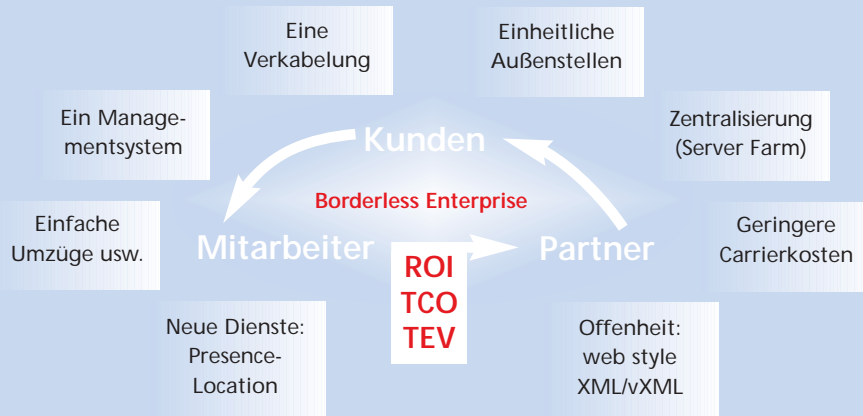 Eine
Verkabelung
Einheitliche
Außenstellen
Ein Manage-
mentsystem
Kunden
Zentralisierung
(Server Farm)
Borderless Enterprise
Einfache
Umzüge usw.
Mitarbeiter
Partner
Geringere
Carrierkosten
ROI
TCO
TEV
Neue Dienste:
Presence-
Location
Offenheit:
web style
XML/vXML